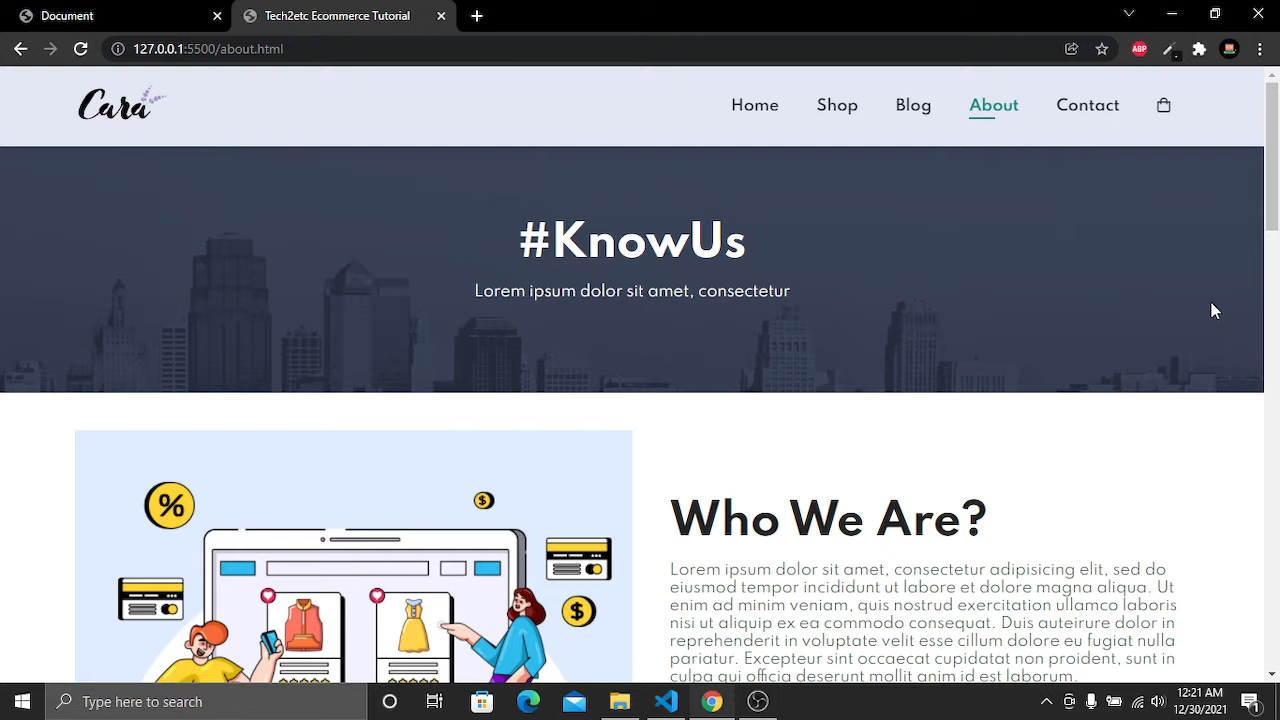 Document
Tech2etc Ecommerce Tutorial
127.0.0.1:5500/about.html
ABP
Cara
Home
Shop
Blog
About
Contact
#KnowUs
Lorem ipsum dolor sit amet, consectetur
%
$
$
Who We Are?
Lorem ipsum dolor sit amet, consectetur adipisicing elit, sed do
eiusmod tempor incididunt ut labore et dolore magna aliqua. Ut
enim ad minim veniam, quis nostrud exercitation ullamco laboris
nisi ut aliquip ex ea commodo consequat. Duis auteirure dolor in
reprehenderit in voluptate velit esse cillum dolore eu fugiat nulla
pariatur. Excepteur sint occaecat cupidatat non proident, sunt in
culpa qui officia deserunt mollit anim id est laborum.
Type here to search
12:21 AM
12/30/2021
1